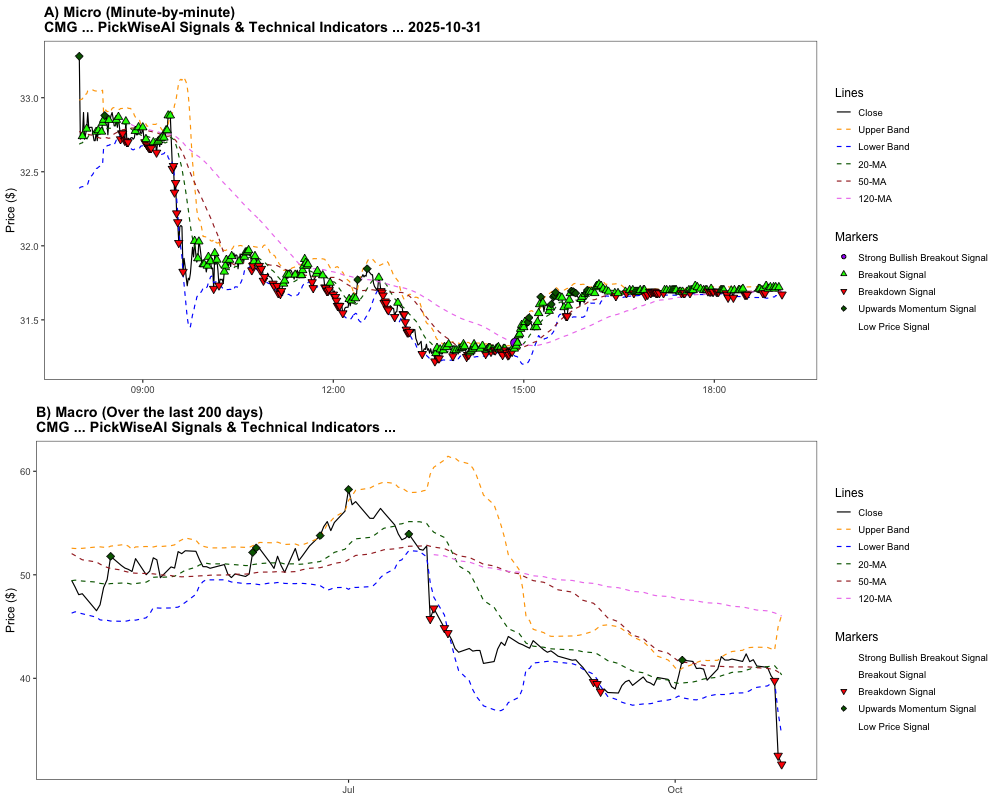 A) Micro (Minute-by-minute)
CMG ... PickWiseAI Signals & Technical Indicators ... 2025-10-31
Price ($)
33.0
32.5
32.0
31.5
09:00
12:00
15:00
18:00
Lines
Close
Upper Band
Lower Band
20-MA
50-MA
120-MA
Markers
Strong Bullish Breakout Signal
Breakout Signal
Breakdown Signal
Upwards Momentum Signal
Low Price Signal
B) Macro (Over the last 200 days)
CMG ... PickWiseAI Signals & Technical Indicators ...
Price ($)
60
50
40
Jul
Oct
Lines
Close
Upper Band
Lower Band
20-MA
50-MA
120-MA
Markers
Strong Bullish Breakout Signal
Breakout Signal
Breakdown Signal
Upwards Momentum Signal
Low Price Signal